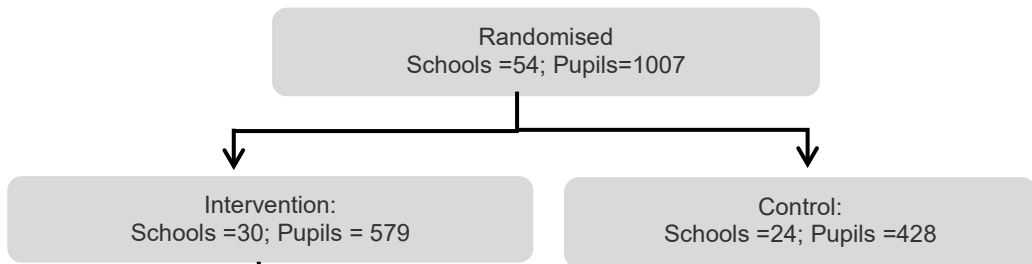 Randomised
Schools =54; Pupils=1007
Intervention:
Schools =30; Pupils = 579
Control:
Schools =24; Pupils =428